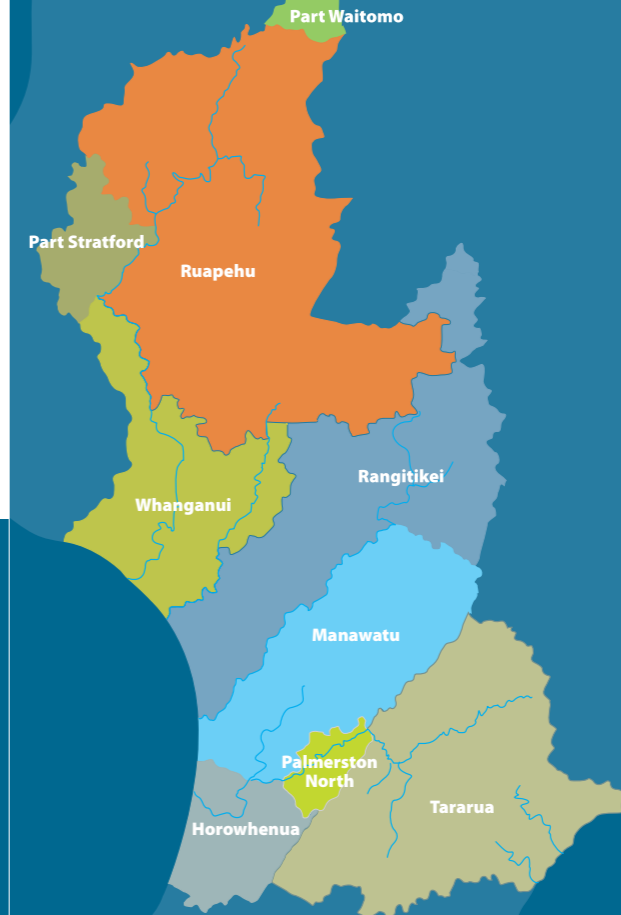 Part Waitomo
Part Stratford
Ruapehu
Rangitikei
Whanganui
Manawatu
Palmerston
North
Tararua
Horowhenua